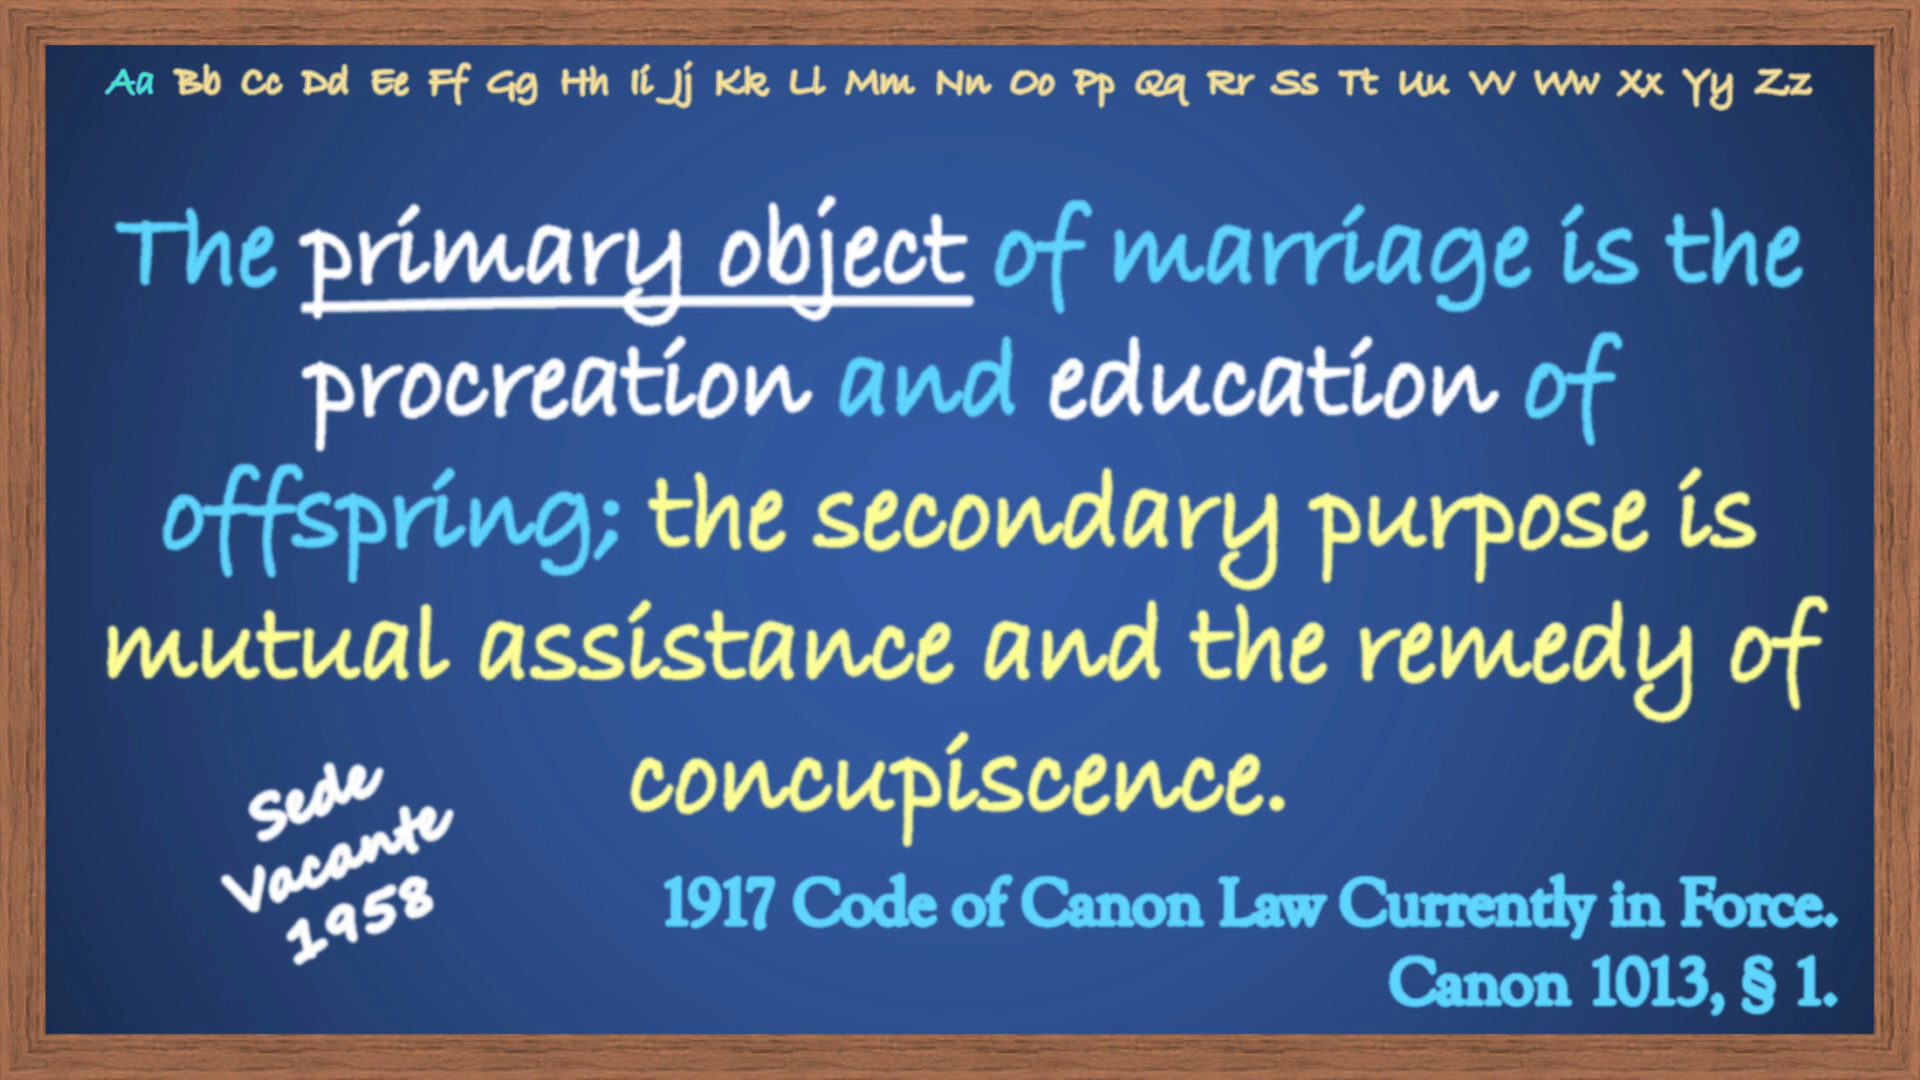 Aa Bb Cc Dd Ee Ff Gg Hh Ii Jj Kk Ll Mm Nn Oo Pp Qq Rr Ss Tt Uu Vv Ww Xx Yy Zz
The primary object of marriage is the
procreation and education of
offspring; the secondary purpose is
mutual assistance and the remedy of
concupiscence.
Sede
Vacante
1958
1917 Code of Canon Law Currently in Force.
Canon 1013, § 1.